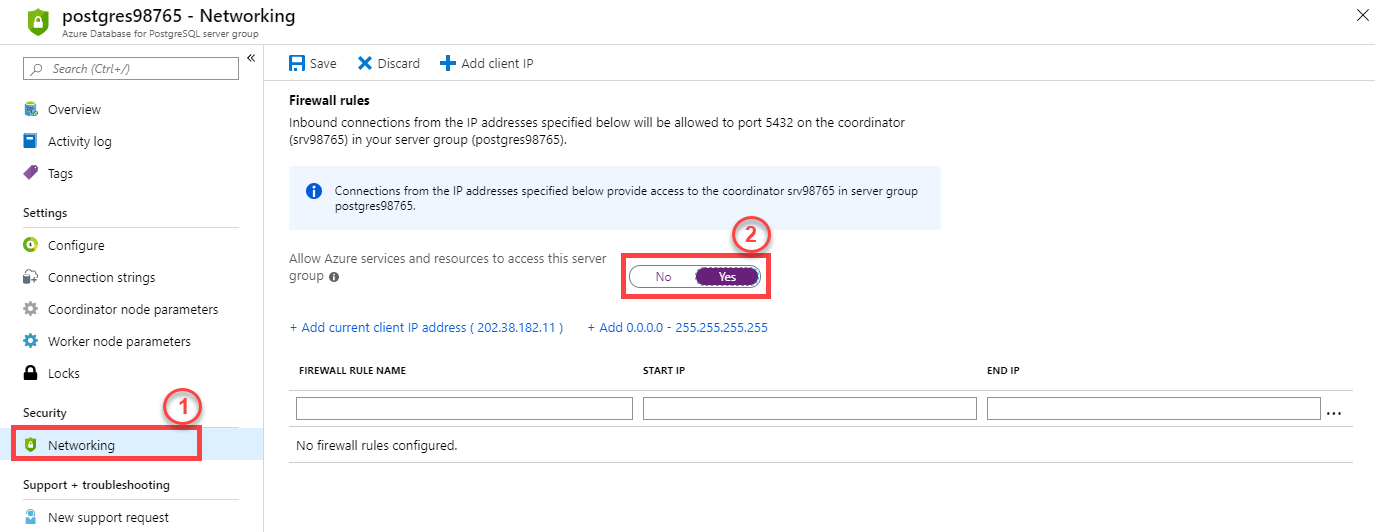 postgres98765 - Networking
Azure Database for PostgreSQL server group
Search (Ctrl+/)
«
Overview
Activity log
Tags
Settings
Configure
Connection strings
Coordinator node parameters
Worker node parameters
Locks
Security
1
Networking
Support + troubleshooting
New support request
Save Discard Add client IP
Firewall rules
Inbound connections from the IP addresses specified below will be allowed to port 5432 on the coordinator
(srv98765) in your server group (postgres98765).
Connections from the IP addresses specified below provide access to the coordinator srv98765 in server group
postgres98765.
2
Allow Azure services and resources to access this server
group
No Yes
+ Add current client IP address ( 202.38.182.11 ) + Add 0.0.0.0 - 255.255.255.255
FIREWALL RULE NAME START IP END IP
...
No firewall rules configured.